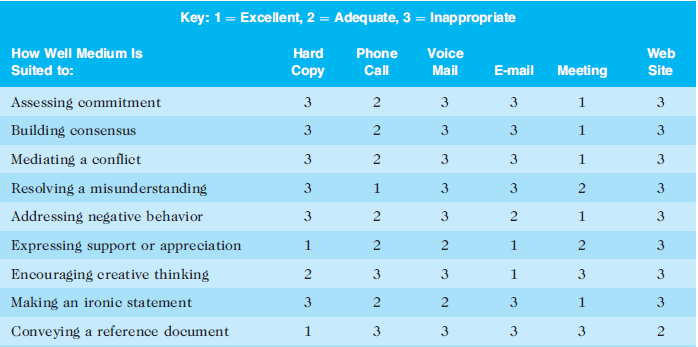 Key: 1 = Excellent, 2 = Adequate, 3 = Inappropriate
How Well Medium Is Hard Phone Voice Web
Suited to: Copy Call Mail E-mail Meeting Site
Assessing commitment 3 2 3 3 1 3
Building consensus 3 2 3 3 1 3
Mediating a conflict 3 2 3 3 1 3
Resolving a misunderstanding 3 1 3 3 2 3
Addressing negative behavior 3 2 3 2 1 3
Expressing support or appreciation 1 2 2 1 2 3
Encouraging creative thinking 2 3 3 1 3 3
Making an ironic statement 3 2 2 3 1 3
Conveying a reference document 1 3 3 3 3 2